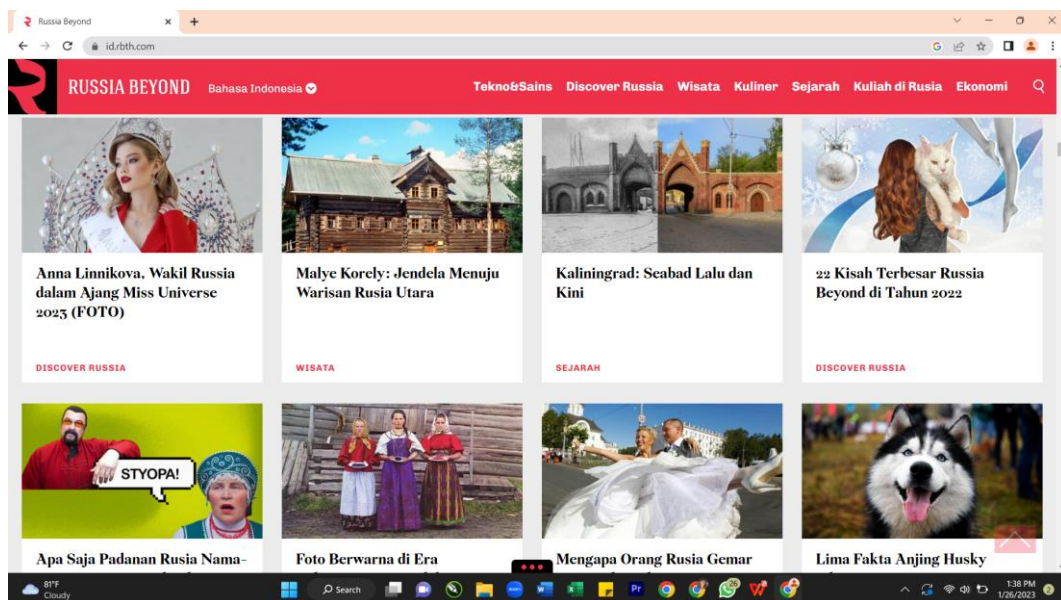 Russia Beyond
id.rbth.com
RUSSIA BEYOND
Bahasa Indonesia
Tekno&Sains Discover Russia Wisata Kuliner Sejarah Kuliah di Rusia Ekonomi
Anna Linnikova, Wakil Russia
dalam Ajang Miss Universe
2023 (FOTO)
DISCOVER RUSSIA
Malye Korely: Jendela Menuju
Warisan Rusia Utara
WISATA
Kaliningrad: Seabad Lalu dan
Kini
SEJARAH
22 Kisah Terbesar Russia
Beyond di Tahun 2022
DISCOVER RUSSIA
STYOPA!
Apa Saja Padanan Rusia Nama-
Foto Berwarna di Era
Mengapa Orang Rusia Gemar
Lima Fakta Anjing Husky
81°F
Cloudy
Search
26
1:38 PM
1/26/2023